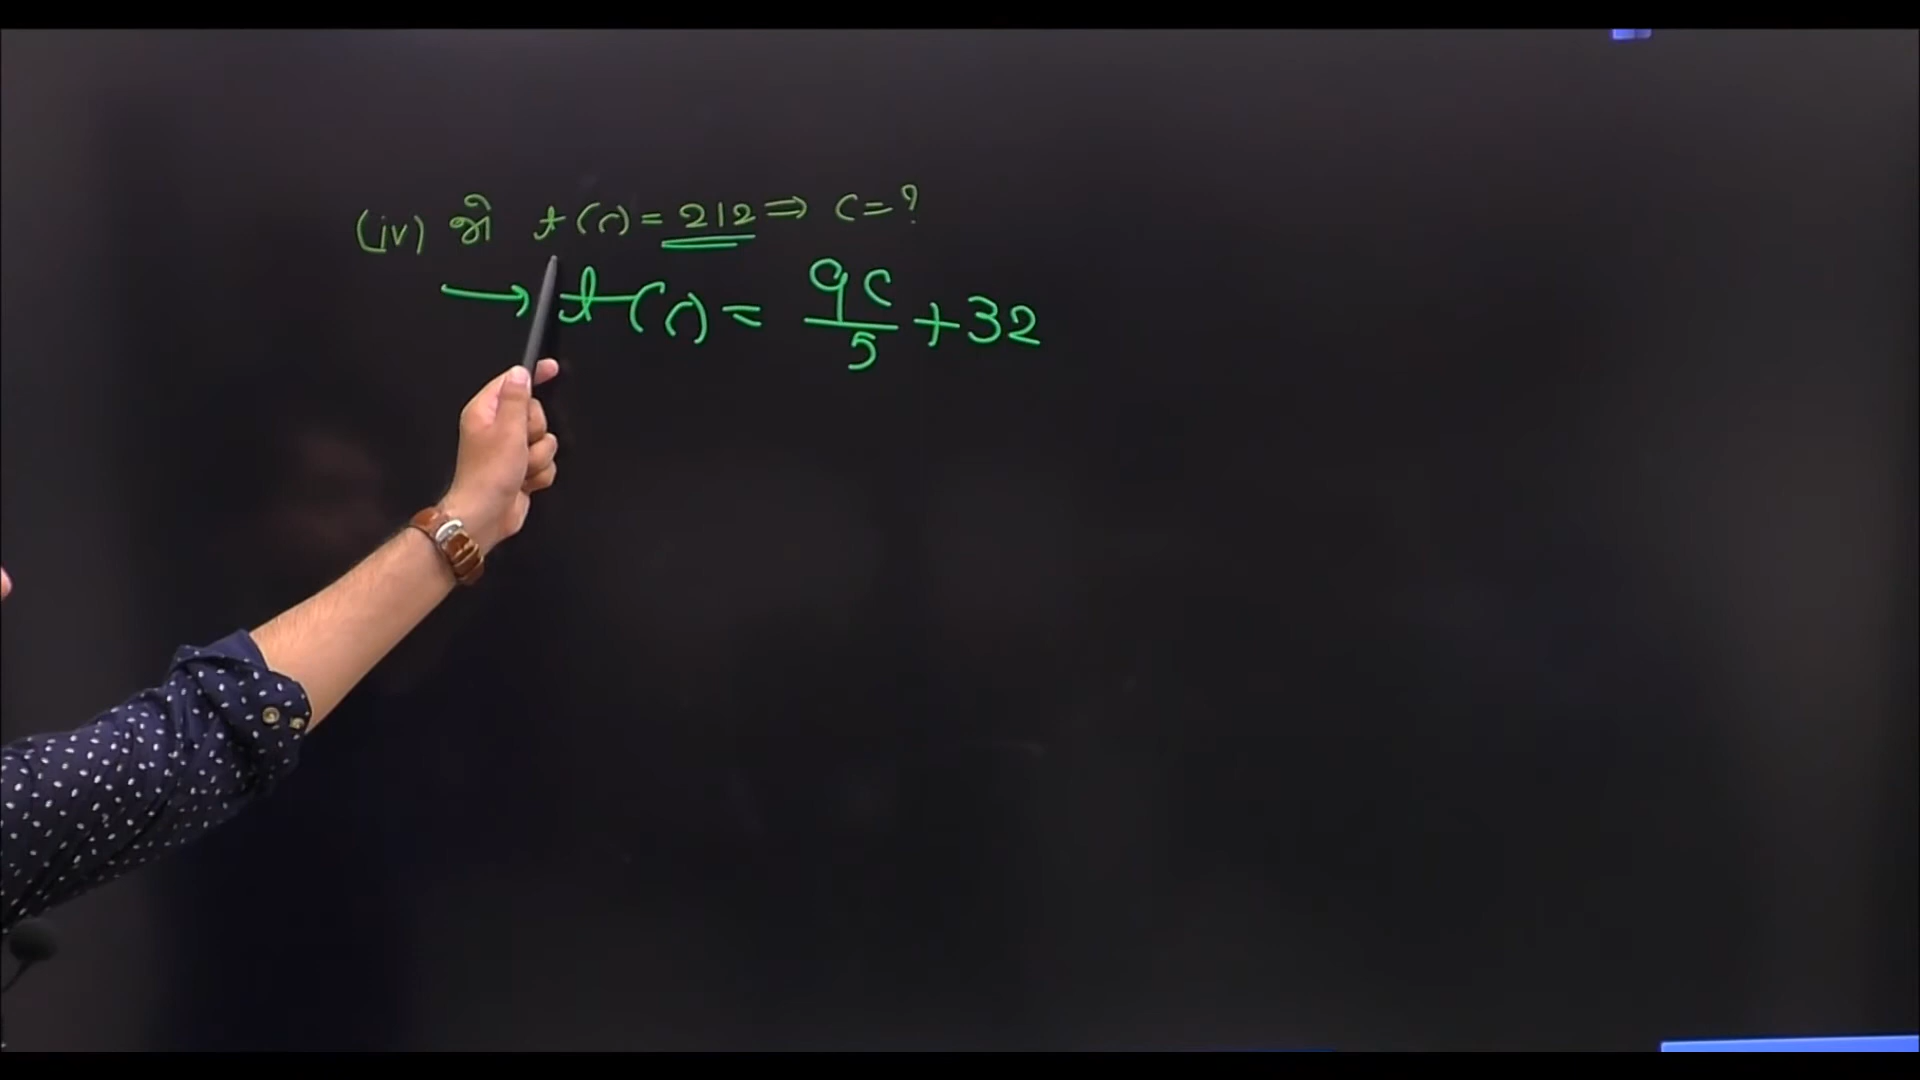 (iv) જો t(c) = 212 ⇒ c = ?
→ t(c) = 9c/5 + 32